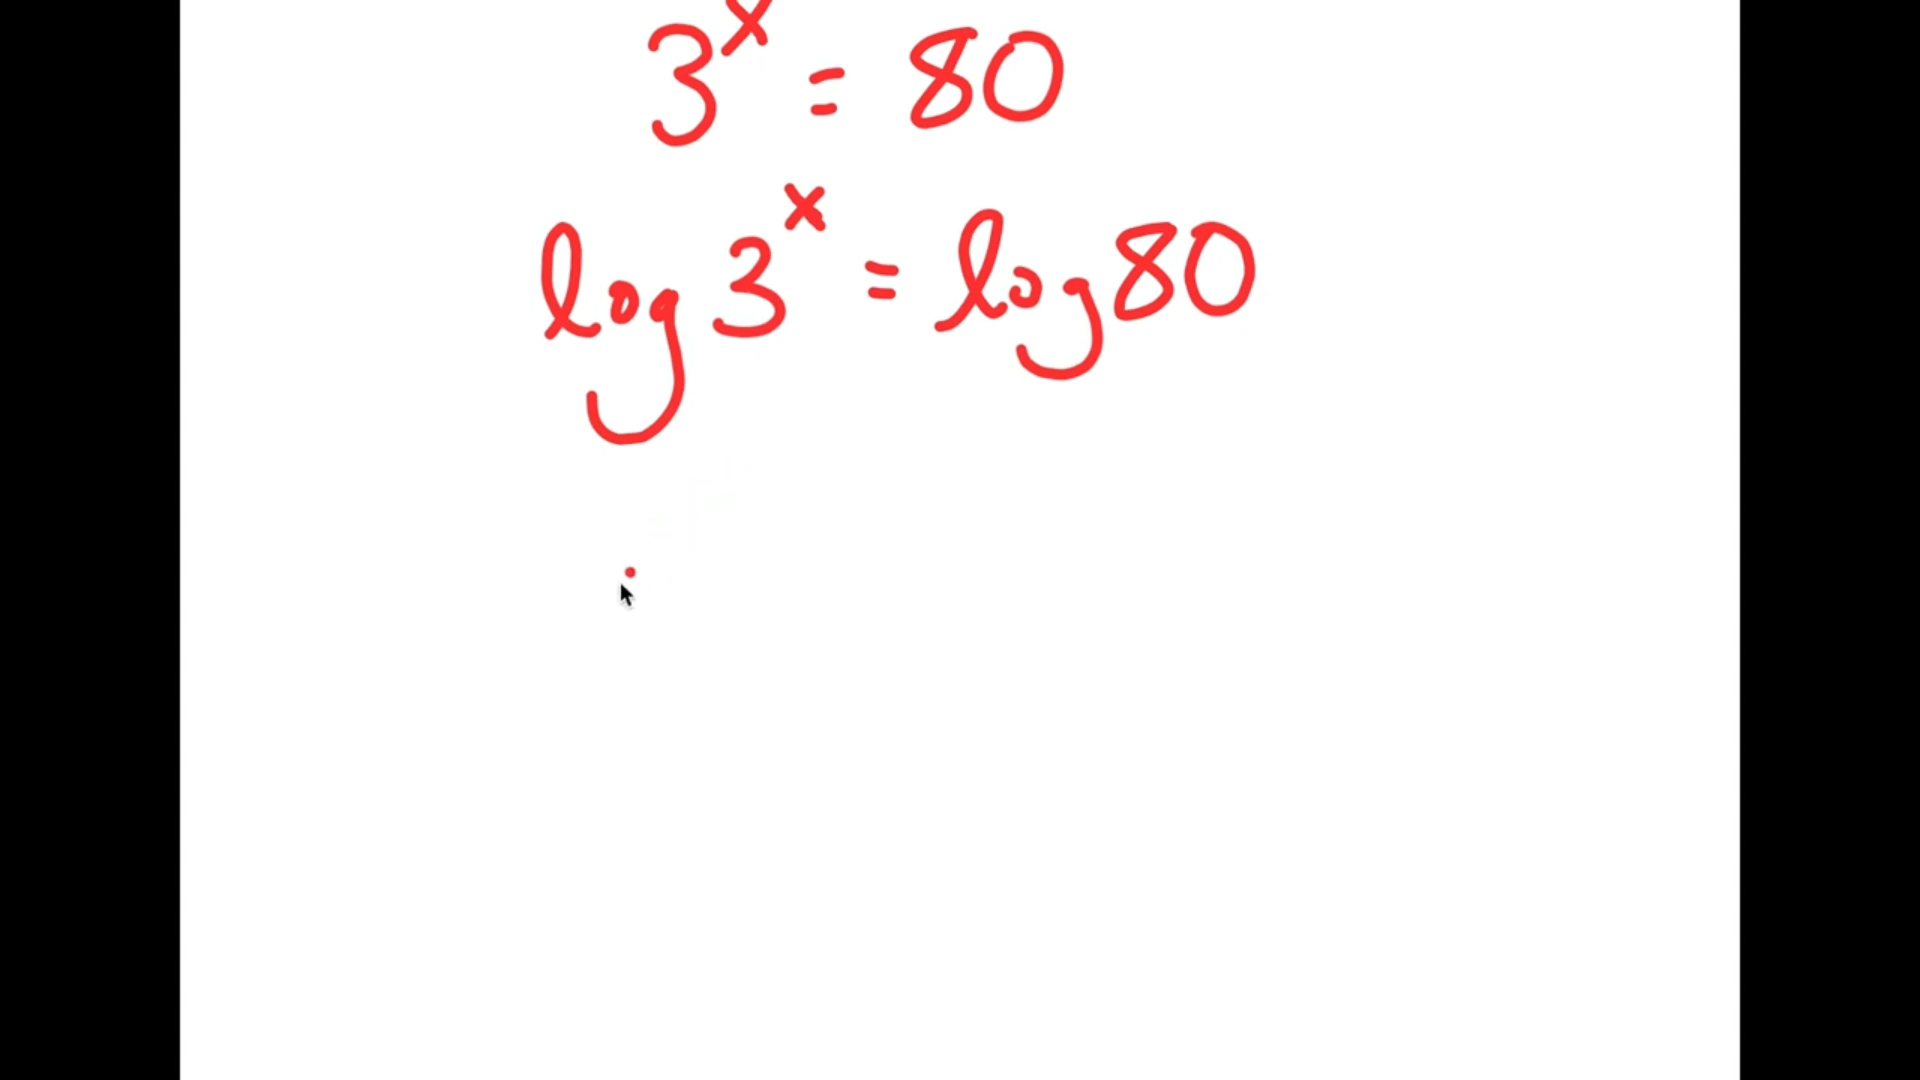 3^x = 80
log 3^x = log 80